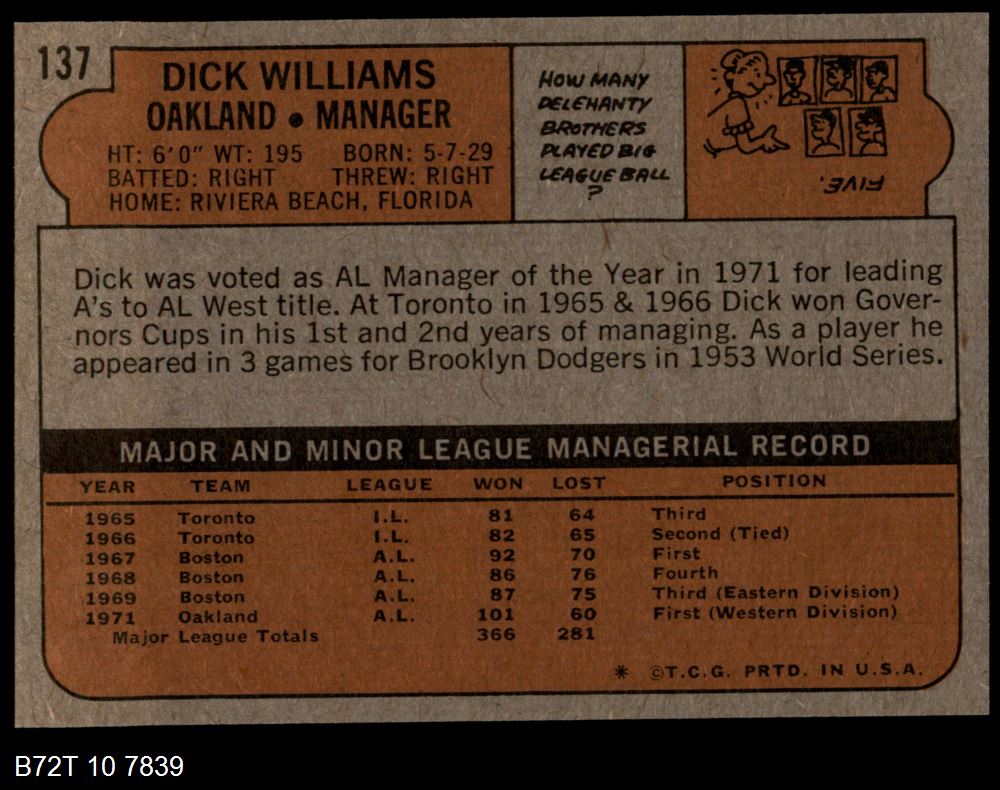 137
DICK WILLIAMS
OAKLAND • MANAGER
HT: 6'0" WT: 195 BORN: 5-7-29
BATTED: RIGHT THREW: RIGHT
HOME: RIVIERA BEACH, FLORIDA
HOW MANY
DELEHANTY
BROTHERS
PLAYED BIG
LEAGUE BALL
?
FIVE.
Dick was voted as AL Manager of the Year in 1971 for leading
A's to AL West title. At Toronto in 1965 & 1966 Dick won Gover-
nors Cups in his 1st and 2nd years of managing. As a player he
appeared in 3 games for Brooklyn Dodgers in 1953 World Series.
MAJOR AND MINOR LEAGUE MANAGERIAL RECORD
YEAR TEAM LEAGUE WON LOST POSITION
1965 Toronto I.L. 81 64 Third
1966 Toronto I.L. 82 65 Second (Tied)
1967 Boston A.L. 92 70 First
1968 Boston A.L. 86 76 Fourth
1969 Boston A.L. 87 75 Third (Eastern Division)
1971 Oakland A.L. 101 60 First (Western Division)
Major League Totals 366 281
* ©T.C.G. PRTD. IN U.S.A.
B72T 10 7839